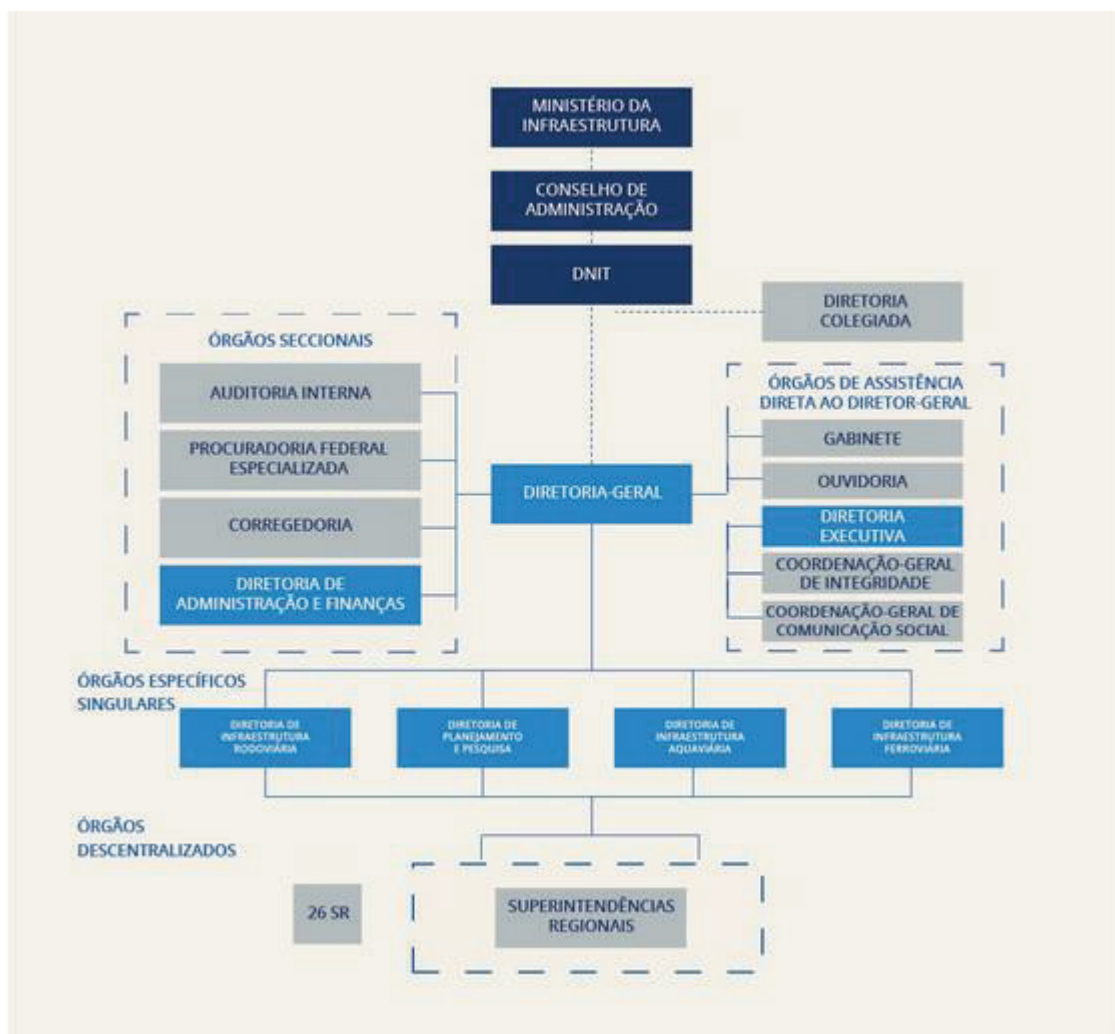 MINISTÉRIO DA
INFRAESTRUTURA
CONSELHO DE
ADMINISTRAÇÃO
DNIT
DIRETORIA
COLEGIADA
ÓRGÃOS SECCIONAIS
AUDITORIA INTERNA
PROCURADORIA FEDERAL
ESPECIALIZADA
CORREGEDORIA
DIRETORIA DE
ADMINISTRAÇÃO E FINANÇAS
DIRETORIA-GERAL
ÓRGÃOS DE ASSISTÊNCIA
DIRETA AO DIRETOR-GERAL
GABINETE
OUVIDORIA
DIRETORIA
EXECUTIVA
COORDENAÇÃO-GERAL
DE INTEGRIDADE
COORDENAÇÃO-GERAL DE
COMUNICAÇÃO SOCIAL
ÓRGÃOS ESPECÍFICOS
SINGULARES
DIRETORIA DE
INFRAESTRUTURA
RODOVIÁRIA
DIRETORIA DE
PLANEJAMENTO
E PESQUISA
DIRETORIA DE
INFRAESTRUTURA
AQUAVIÁRIA
DIRETORIA DE
INFRAESTRUTURA
FERROVIÁRIA
ÓRGÃOS
DESCENTRALIZADOS
26 SR
SUPERINTENDÊNCIAS
REGIONAIS